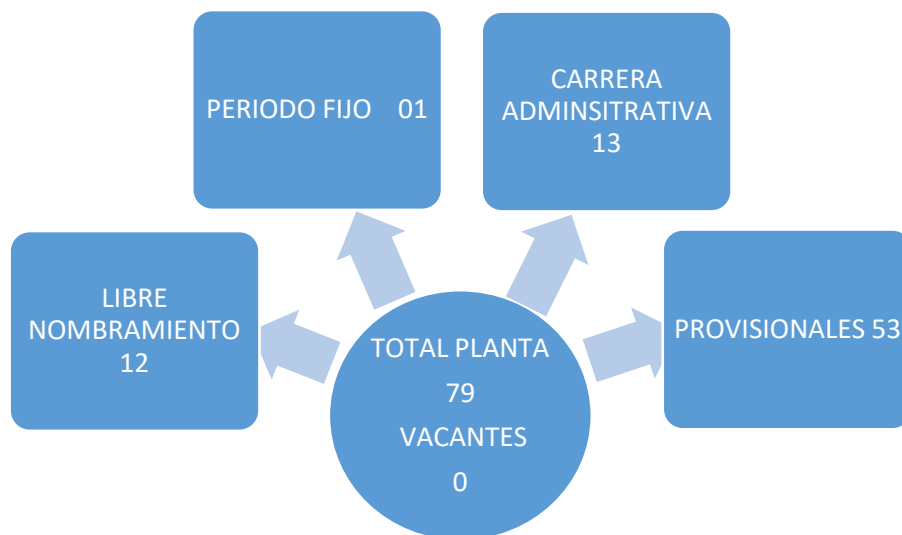 PERIODO FIJO 01
CARRERA
ADMINSITRATIVA
13
LIBRE
NOMBRAMIENTO
12
TOTAL PLANTA
79
VACANTES
0
PROVISIONALES 53